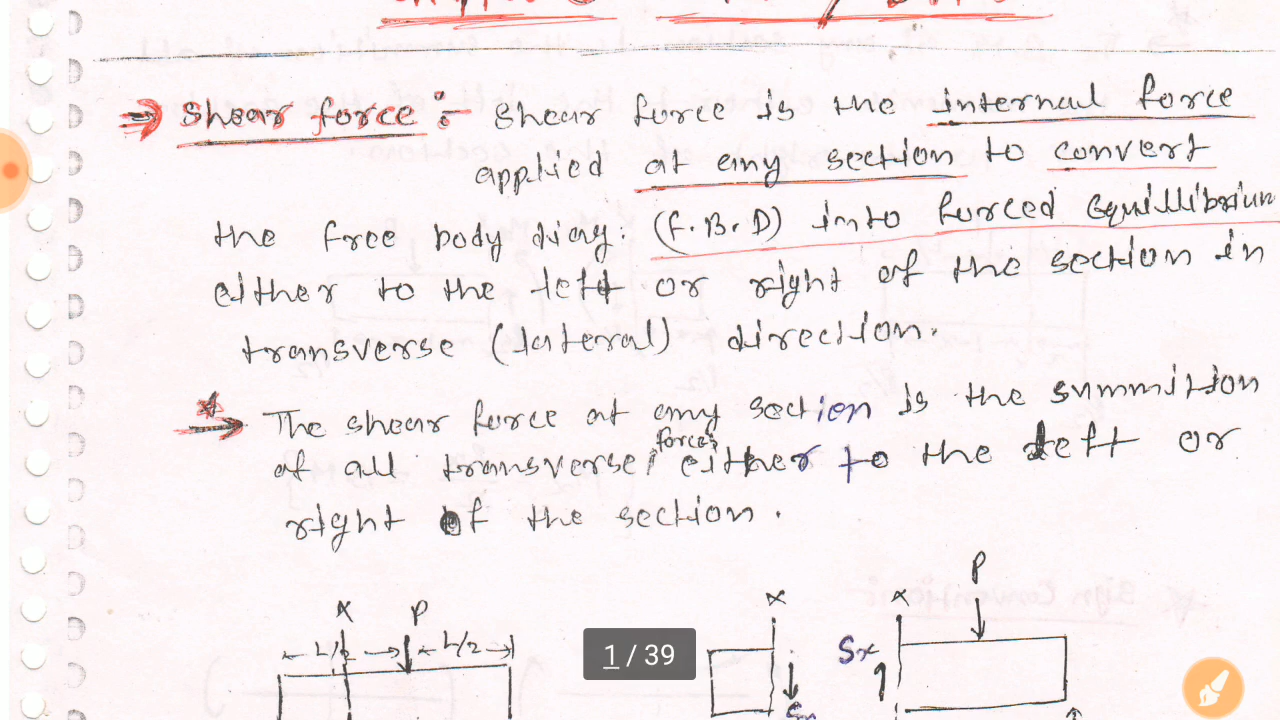 Shear force :- Shear force is the internal force
applied at any section to convert
the free body diag. (F.B.D) into forced equillibrium
either to the left or right of the section in
transverse (lateral) direction.
The shear force at any section is the summition
of all transverse forces either to the left or
right of the section.
x P
L/2 L/2
x
Sx
x P
Sx
1 / 39